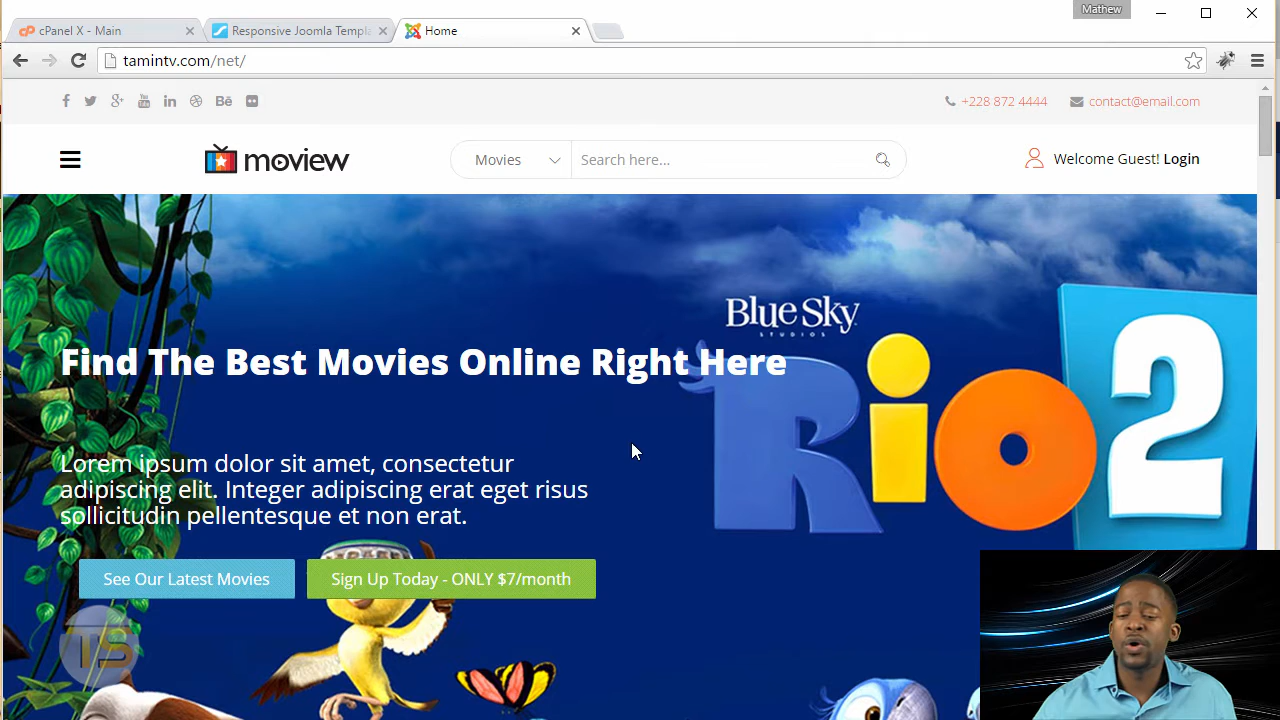 Mathew
cPanel X - Main
Responsive Joomla Templa
Home
tamintv.com/net/
+228 872 4444
contact@email.com
moview
Movies
Search here...
Welcome Guest! Login
Blue Sky
STUDIOS
Rio 2
Find The Best Movies Online Right Here
Lorem ipsum dolor sit amet, consectetur
adipiscing elit. Integer adipiscing erat eget risus
sollicitudin pellentesque et non erat.
See Our Latest Movies
Sign Up Today - ONLY $7/month
TS